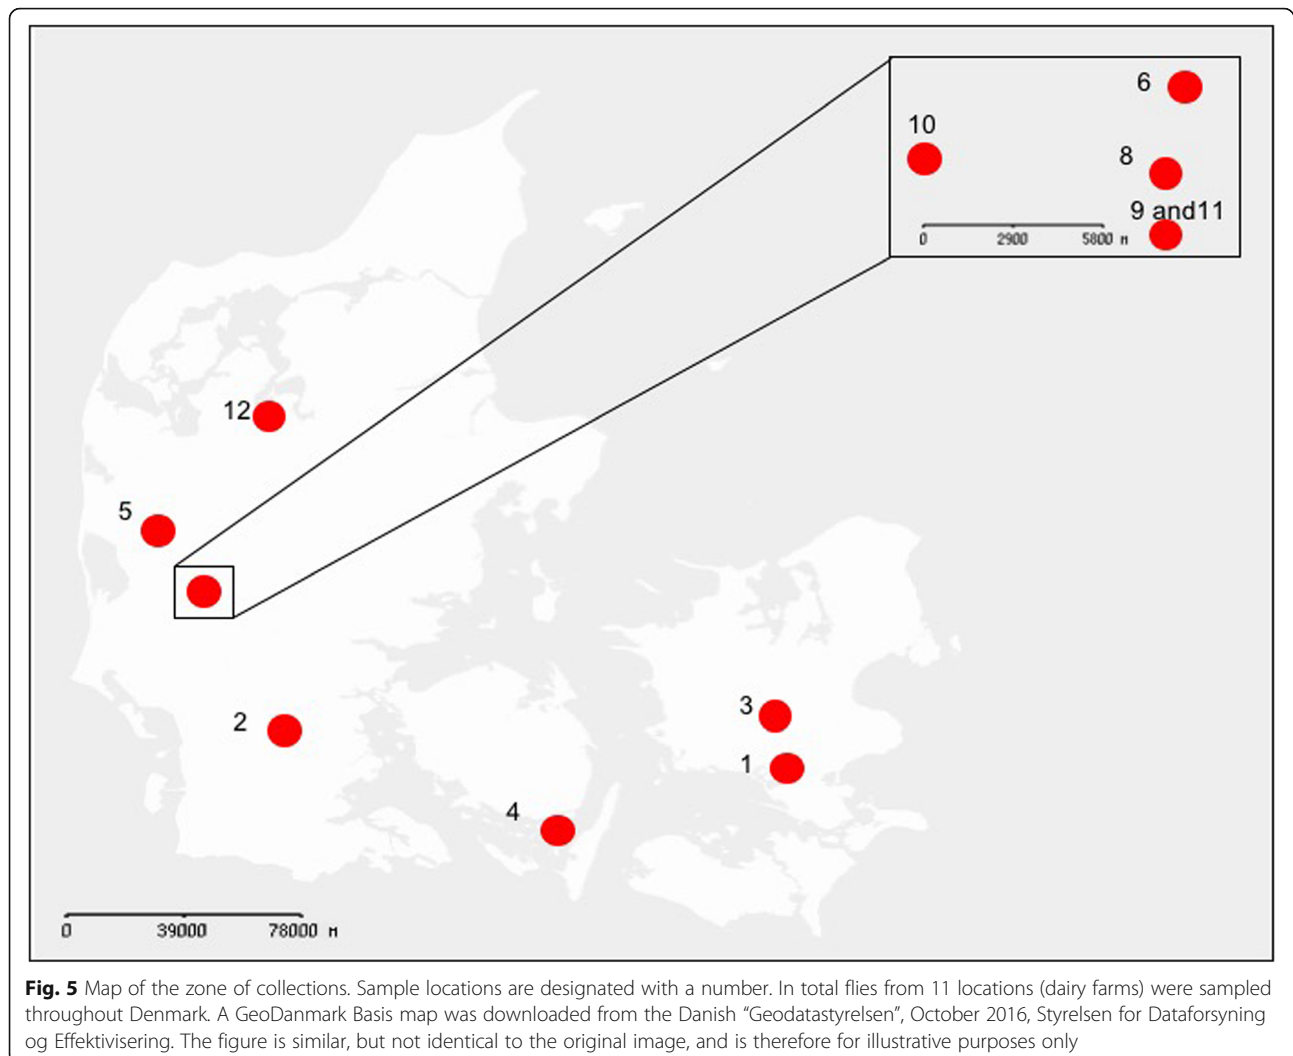 6
10
8
9 and11
0 2900 5800 M
12
5
2
3
1
4
0 39000 78000 M
Fig. 5 Map of the zone of collections. Sample locations are designated with a number. In total flies from 11 locations (dairy farms) were sampled
throughout Denmark. A GeoDanmark Basis map was downloaded from the Danish “Geodatastyrelsen”, October 2016, Styrelsen for Dataforsyning
og Effektivisering. The figure is similar, but not identical to the original image, and is therefore for illustrative purposes only